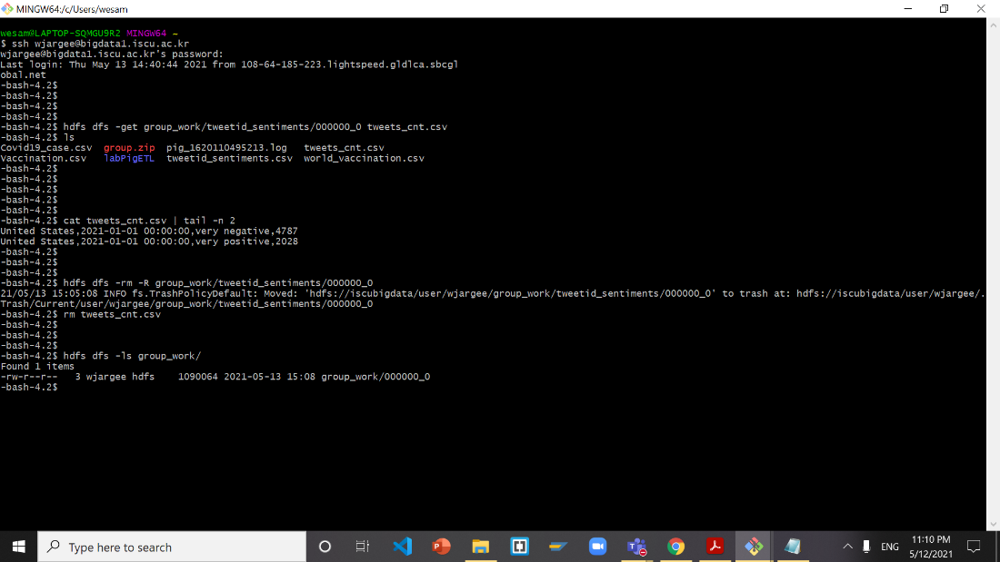 MINGW64:/c/Users/wesam
wesam@LAPTOP-SQMGU9R2 MINGW64 ~
$ ssh wjargee@bigdata1.iscu.ac.kr
wjargee@bigdata1.iscu.ac.kr's password:
Last login: Thu May 13 14:40:44 2021 from 108-64-185-223.lightspeed.gldlca.sbcgl
obal.net
-bash-4.2$
-bash-4.2$
-bash-4.2$
-bash-4.2$
-bash-4.2$ hdfs dfs -get group_work/tweetid_sentiments/000000_0 tweets_cnt.csv
-bash-4.2$ ls
Covid19_case.csv group.zip pig_1620110495213.log tweets_cnt.csv
Vaccination.csv labPigETL tweetid_sentiments.csv world_vaccination.csv
-bash-4.2$
-bash-4.2$
-bash-4.2$
-bash-4.2$
-bash-4.2$
-bash-4.2$ cat tweets_cnt.csv | tail -n 2
United States,2021-01-01 00:00:00,very negative,4787
United States,2021-01-01 00:00:00,very positive,2028
-bash-4.2$
-bash-4.2$
-bash-4.2$
-bash-4.2$ hdfs dfs -rm -R group_work/tweetid_sentiments/000000_0
21/05/13 15:05:08 INFO fs.TrashPolicyDefault: Moved: 'hdfs://iscubigdata/user/wjargee/group_work/tweetid_sentiments/000000_0' to trash at: hdfs://iscubigdata/user/wjargee/.
Trash/Current/user/wjargee/group_work/tweetid_sentiments/000000_0
-bash-4.2$ rm tweets_cnt.csv
-bash-4.2$
-bash-4.2$
-bash-4.2$
-bash-4.2$ hdfs dfs -ls group_work/
Found 1 items
-rw-r--r-- 3 wjargee hdfs 1090064 2021-05-13 15:08 group_work/000000_0
-bash-4.2$
Type here to search
ENG
11:10 PM
5/12/2021